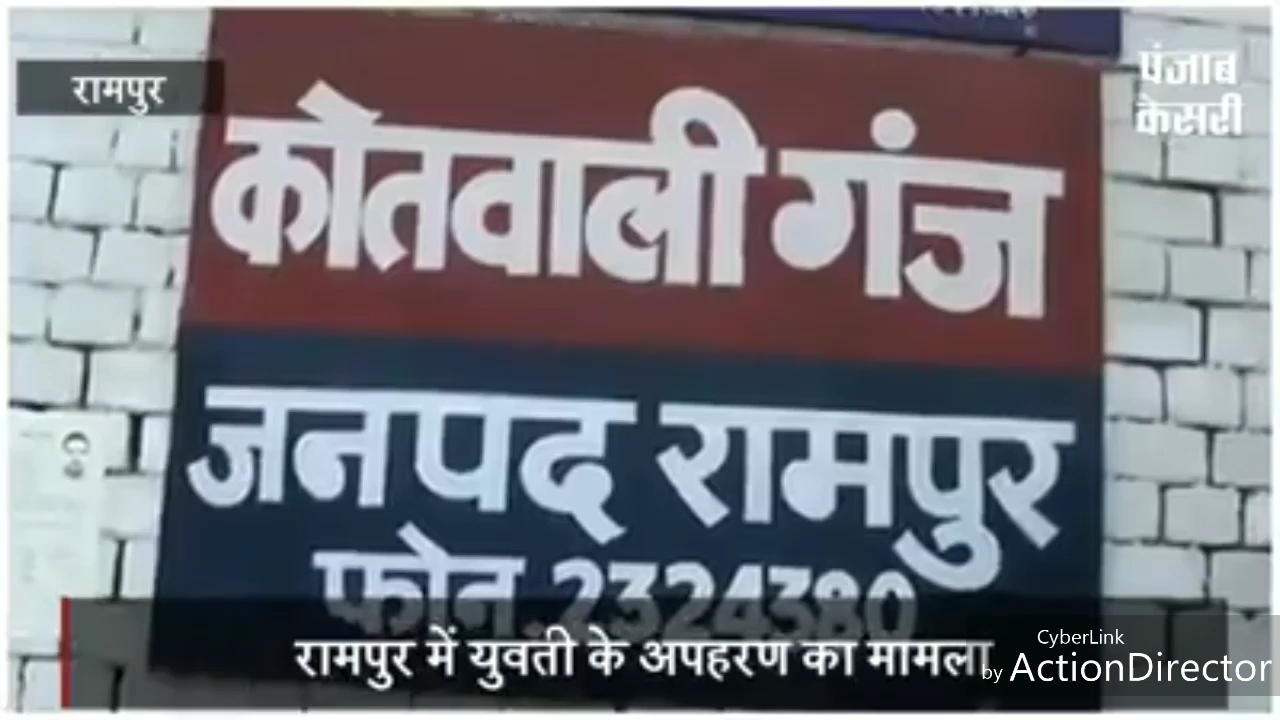 रामपुर
पंजाब
केसरी
कोतवाली गंज
जनपद रामपुर
फोन.2324380
रामपुर में युवती के अपहरण का मामला
CyberLink
by ActionDirector